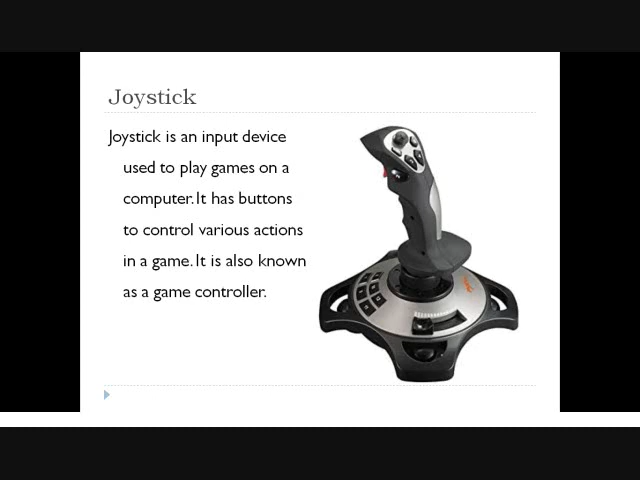 Joystick
Joystick is an input device
used to play games on a
computer. It has buttons
to control various actions
in a game. It is also known
as a game controller.